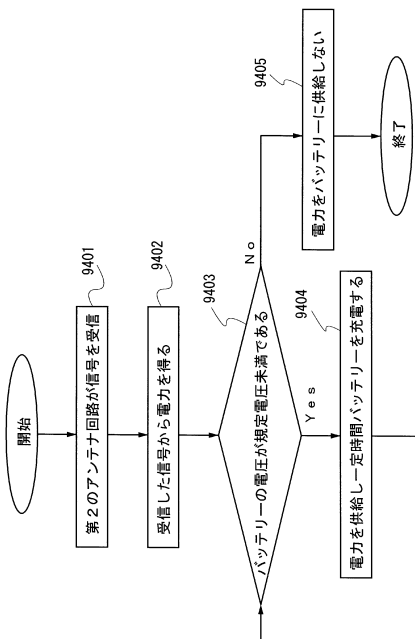 開始
9401
第２のアンテナ回路が信号を受信
9402
受信した信号から電力を得る
9403
バッテリーの電圧が規定電圧未満である
Ｎｏ
Ｙｅｓ
9404
電力を供給し一定時間バッテリーを充電する
9405
電力をバッテリーに供給しない
終了